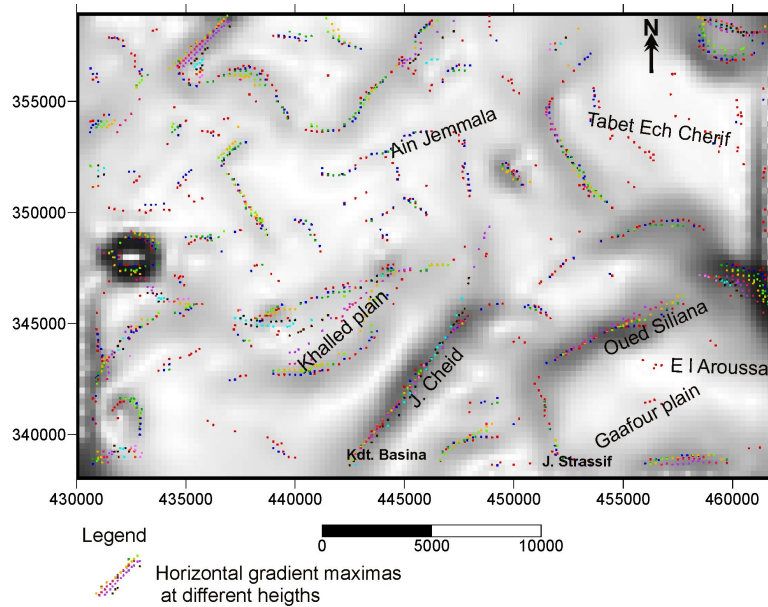 N
355000
350000
345000
340000
Ain Jemmala
Tabet Ech Cherif
Khalled plain
J. Cheid
Oued Siliana
E l Aroussa
Gaafour plain
Kdt. Basina
J. Strassif
430000 435000 440000 445000 450000 455000 460000
Legend
0 5000 10000
Horizontal gradient maximas
at different heigths